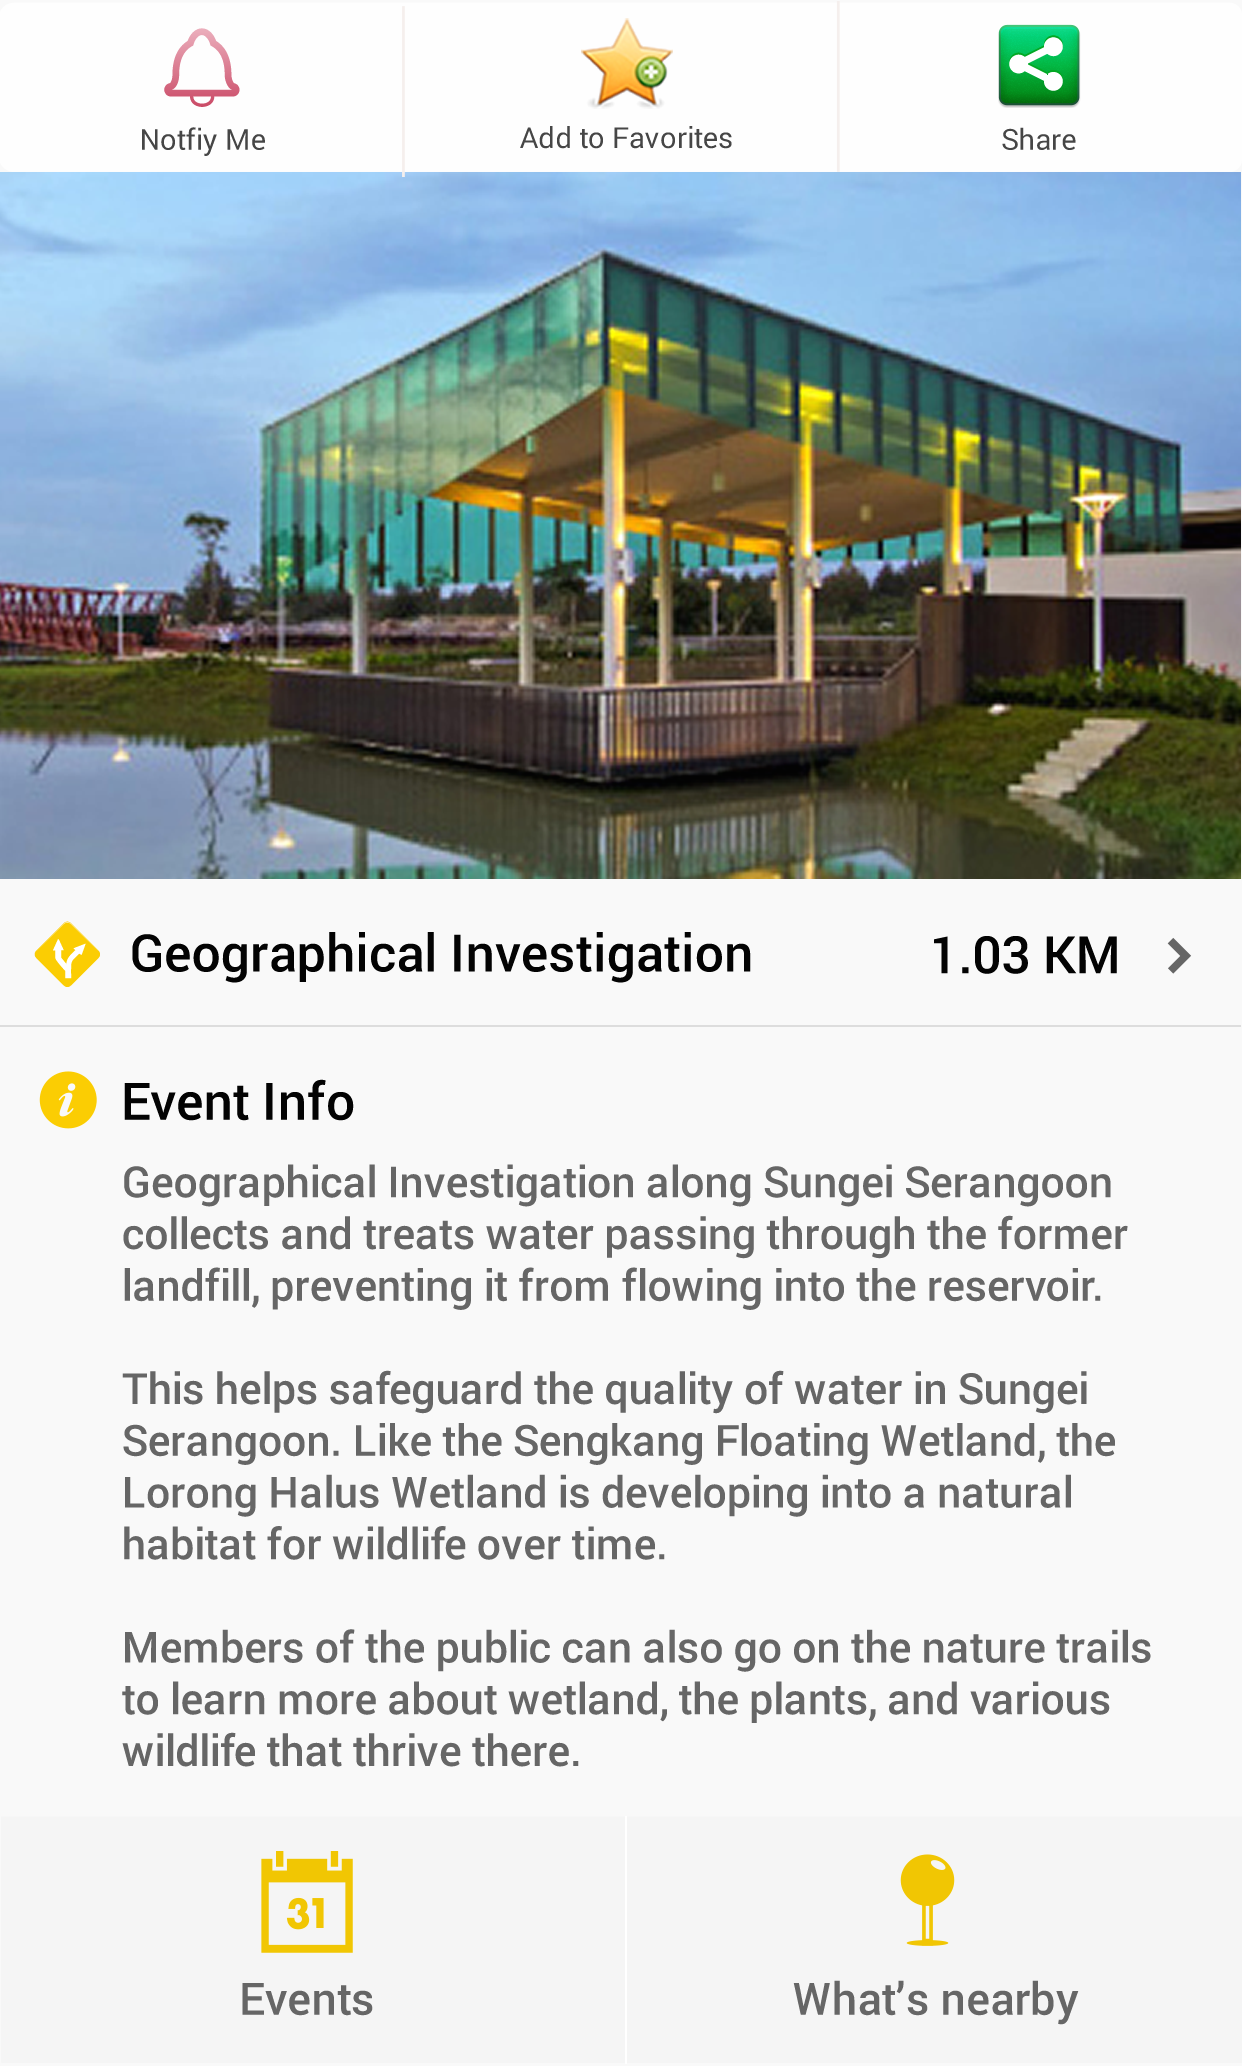 Notfiy Me
Add to Favorites
Share
Geographical Investigation
1.03 KM
Event Info
Geographical Investigation along Sungei Serangoon
collects and treats water passing through the former
landfill, preventing it from flowing into the reservoir.
This helps safeguard the quality of water in Sungei
Serangoon. Like the Sengkang Floating Wetland, the
Lorong Halus Wetland is developing into a natural
habitat for wildlife over time.
Members of the public can also go on the nature trails
to learn more about wetland, the plants, and various
wildlife that thrive there.
31
Events
What's nearby